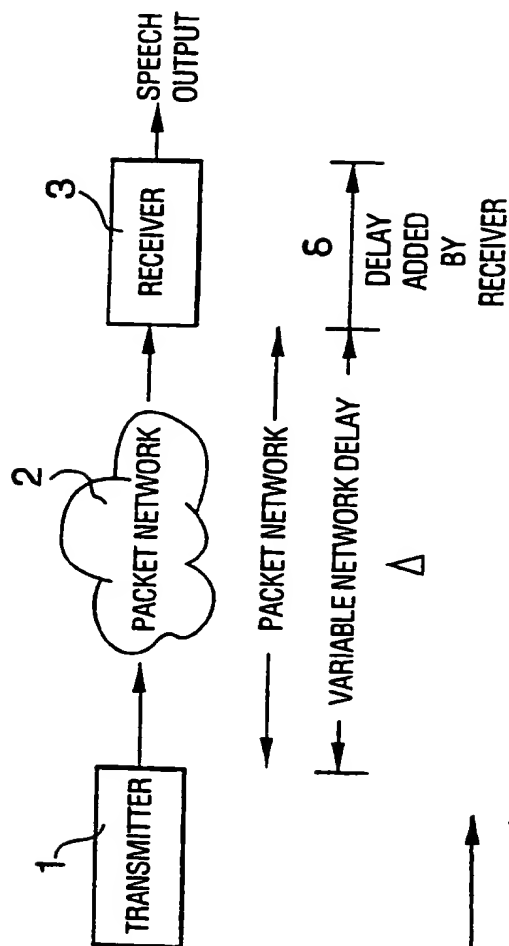 1
TRANSMITTER
2
PACKET NETWORK
3
RECEIVER
SPEECH
OUTPUT
PACKET NETWORK
VARIABLE NETWORK DELAY
Δ
δ
DELAY
ADDED
BY
RECEIVER